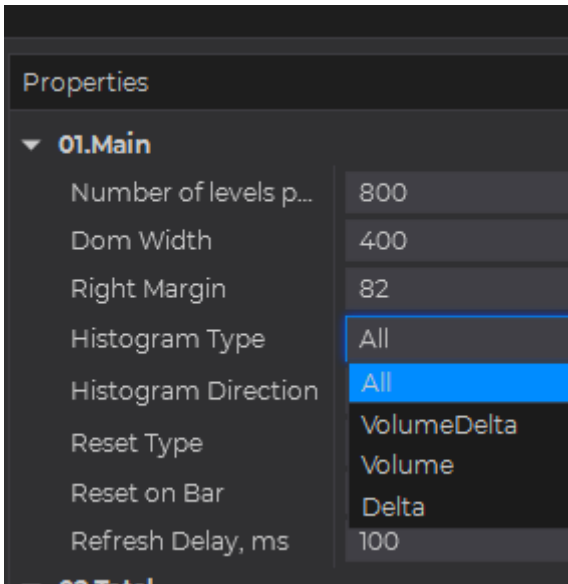 Properties
01.Main
Number of levels p... 800
Dom Width 400
Right Margin 82
Histogram Type All
All
Histogram Direction
VolumeDelta
Reset Type
Volume
Reset on Bar
Delta
Refresh Delay, ms 100